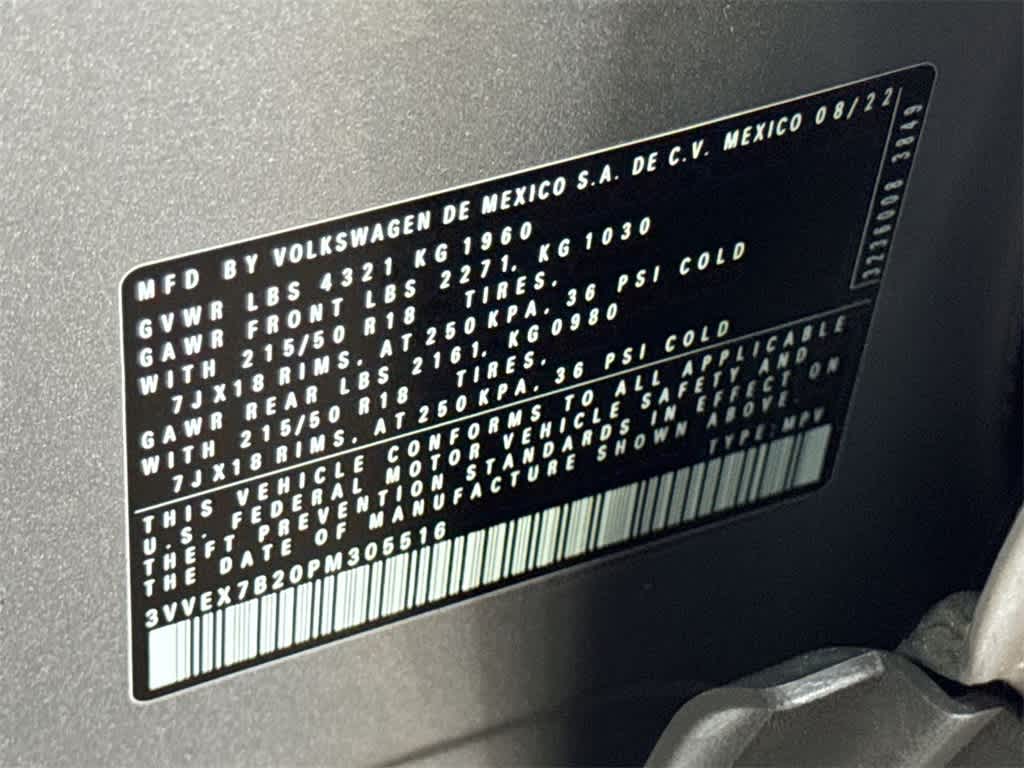 MFD BY VOLKSWAGEN DE MEXICO S.A. DE C.V. MEXICO 08/22
GVWR LBS 4321 KG 1960
GAWR FRONT LBS 2271. KG 1030
WITH 215/50 R18 TIRES.
7JX18 RIMS. AT 250 KPA. 36 PSI COLD
GAWR REAR LBS 2161. KG 0980
WITH 215/50 R18 TIRES.
7JX18 RIMS. AT 250 KPA. 36 PSI COLD
THIS VEHICLE CONFORMS TO ALL APPLICABLE
U.S. FEDERAL MOTOR VEHICLE SAFETY AND
THEFT PREVENTION STANDARDS IN EFFECT ON
THE DATE OF MANUFACTURE SHOWN ABOVE.
3VVEX7B20PM305516 TYPE: MPV
3236008 3849